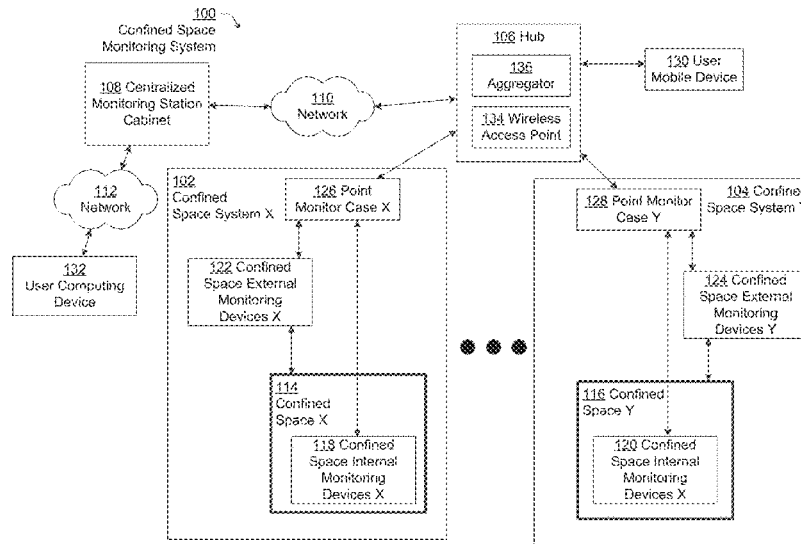 100
Confined Space
Monitoring System
108 Centralized
Monitoring Station
Cabinet
110
Network
106 Hub
136
Aggregator
134 Wireless
Access Point
130 User
Mobile Device
112
Network
132
User Computing
Device
102
Confined
Space System X
126 Point
Monitor Case X
122 Confined
Space External
Monitoring
Devices X
114
Confined
Space X
118 Confined
Space Internal
Monitoring
Devices X
104 Confined
Space System Y
128 Point Monitor
Case Y
124 Confined
Space External
Monitoring
Devices Y
116 Confined
Space Y
120 Confined
Space Internal
Monitoring
Devices X